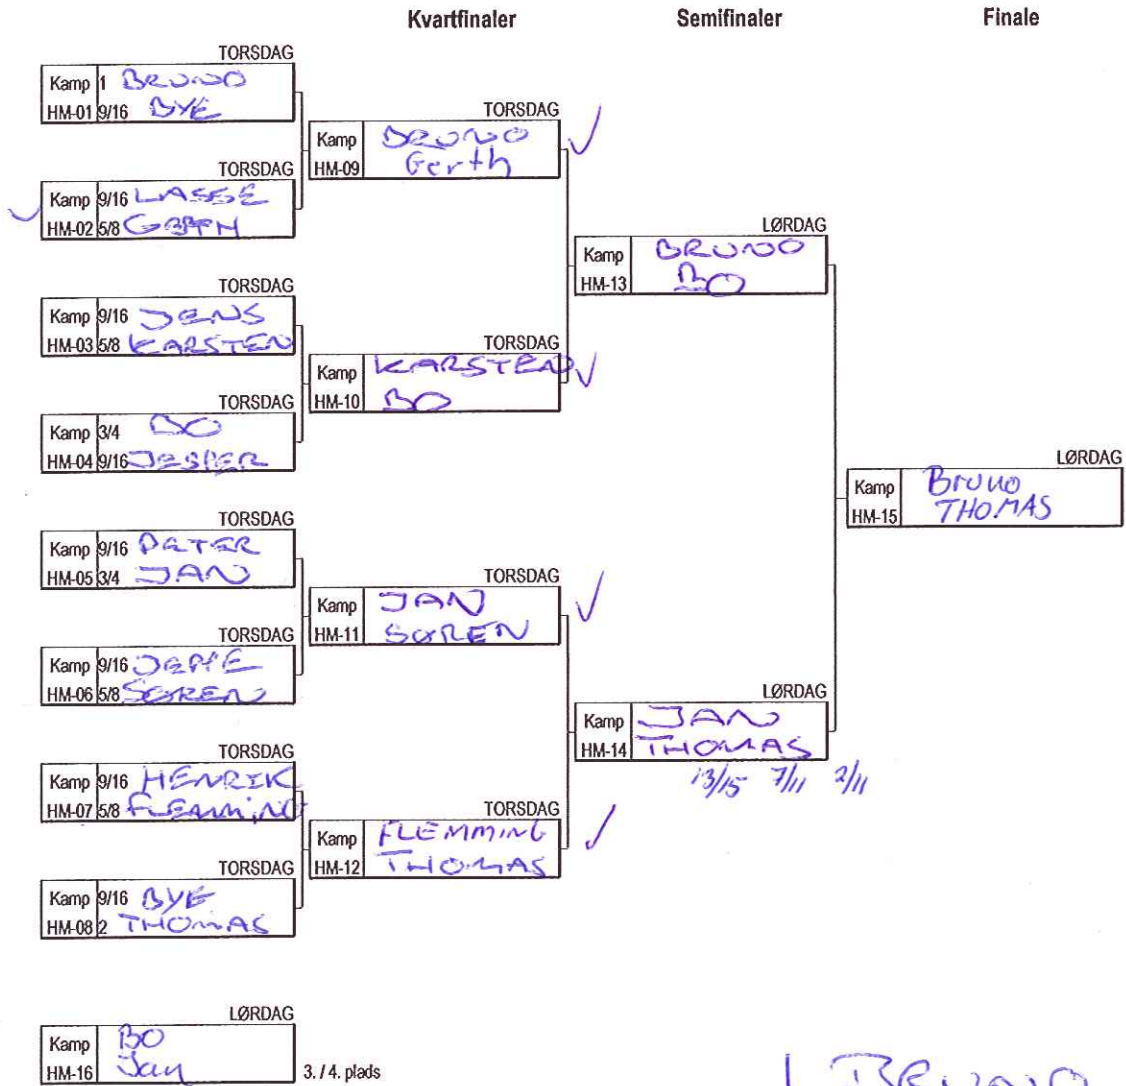 Kvartfinaler Semifinaler Finale
TORSDAG
Kamp 1 BRUNO
HM-01 9/16 BYE
TORSDAG
Kamp 9/16 LASSE
HM-02 5/8 GERTH
TORSDAG
Kamp 9/16 JENS
HM-03 5/8 KARSTEN
TORSDAG
Kamp 3/4 BO
HM-04 9/16 JESPER
TORSDAG
Kamp 9/16 PETER
HM-05 3/4 JAN
TORSDAG
Kamp 9/16 JEPPE
HM-06 5/8 SØREN
TORSDAG
Kamp 9/16 HENRIK
HM-07 5/8 FLEMMING
TORSDAG
Kamp 9/16 BYE
HM-08 2 THOMAS
TORSDAG
Kamp BRUNO
HM-09 Gerth
TORSDAG
Kamp KARSTEN
HM-10 BO
TORSDAG
Kamp JAN
HM-11 SØREN
TORSDAG
Kamp FLEMMING
HM-12 THOMAS
LØRDAG
Kamp BRUNO
HM-13 BO
LØRDAG
Kamp JAN
HM-14 THOMAS
13/15 7/11 2/11
LØRDAG
Kamp Bruno
HM-15 THOMAS
LØRDAG
Kamp BO
HM-16 Jan
3. / 4. plads
1 BRUNO